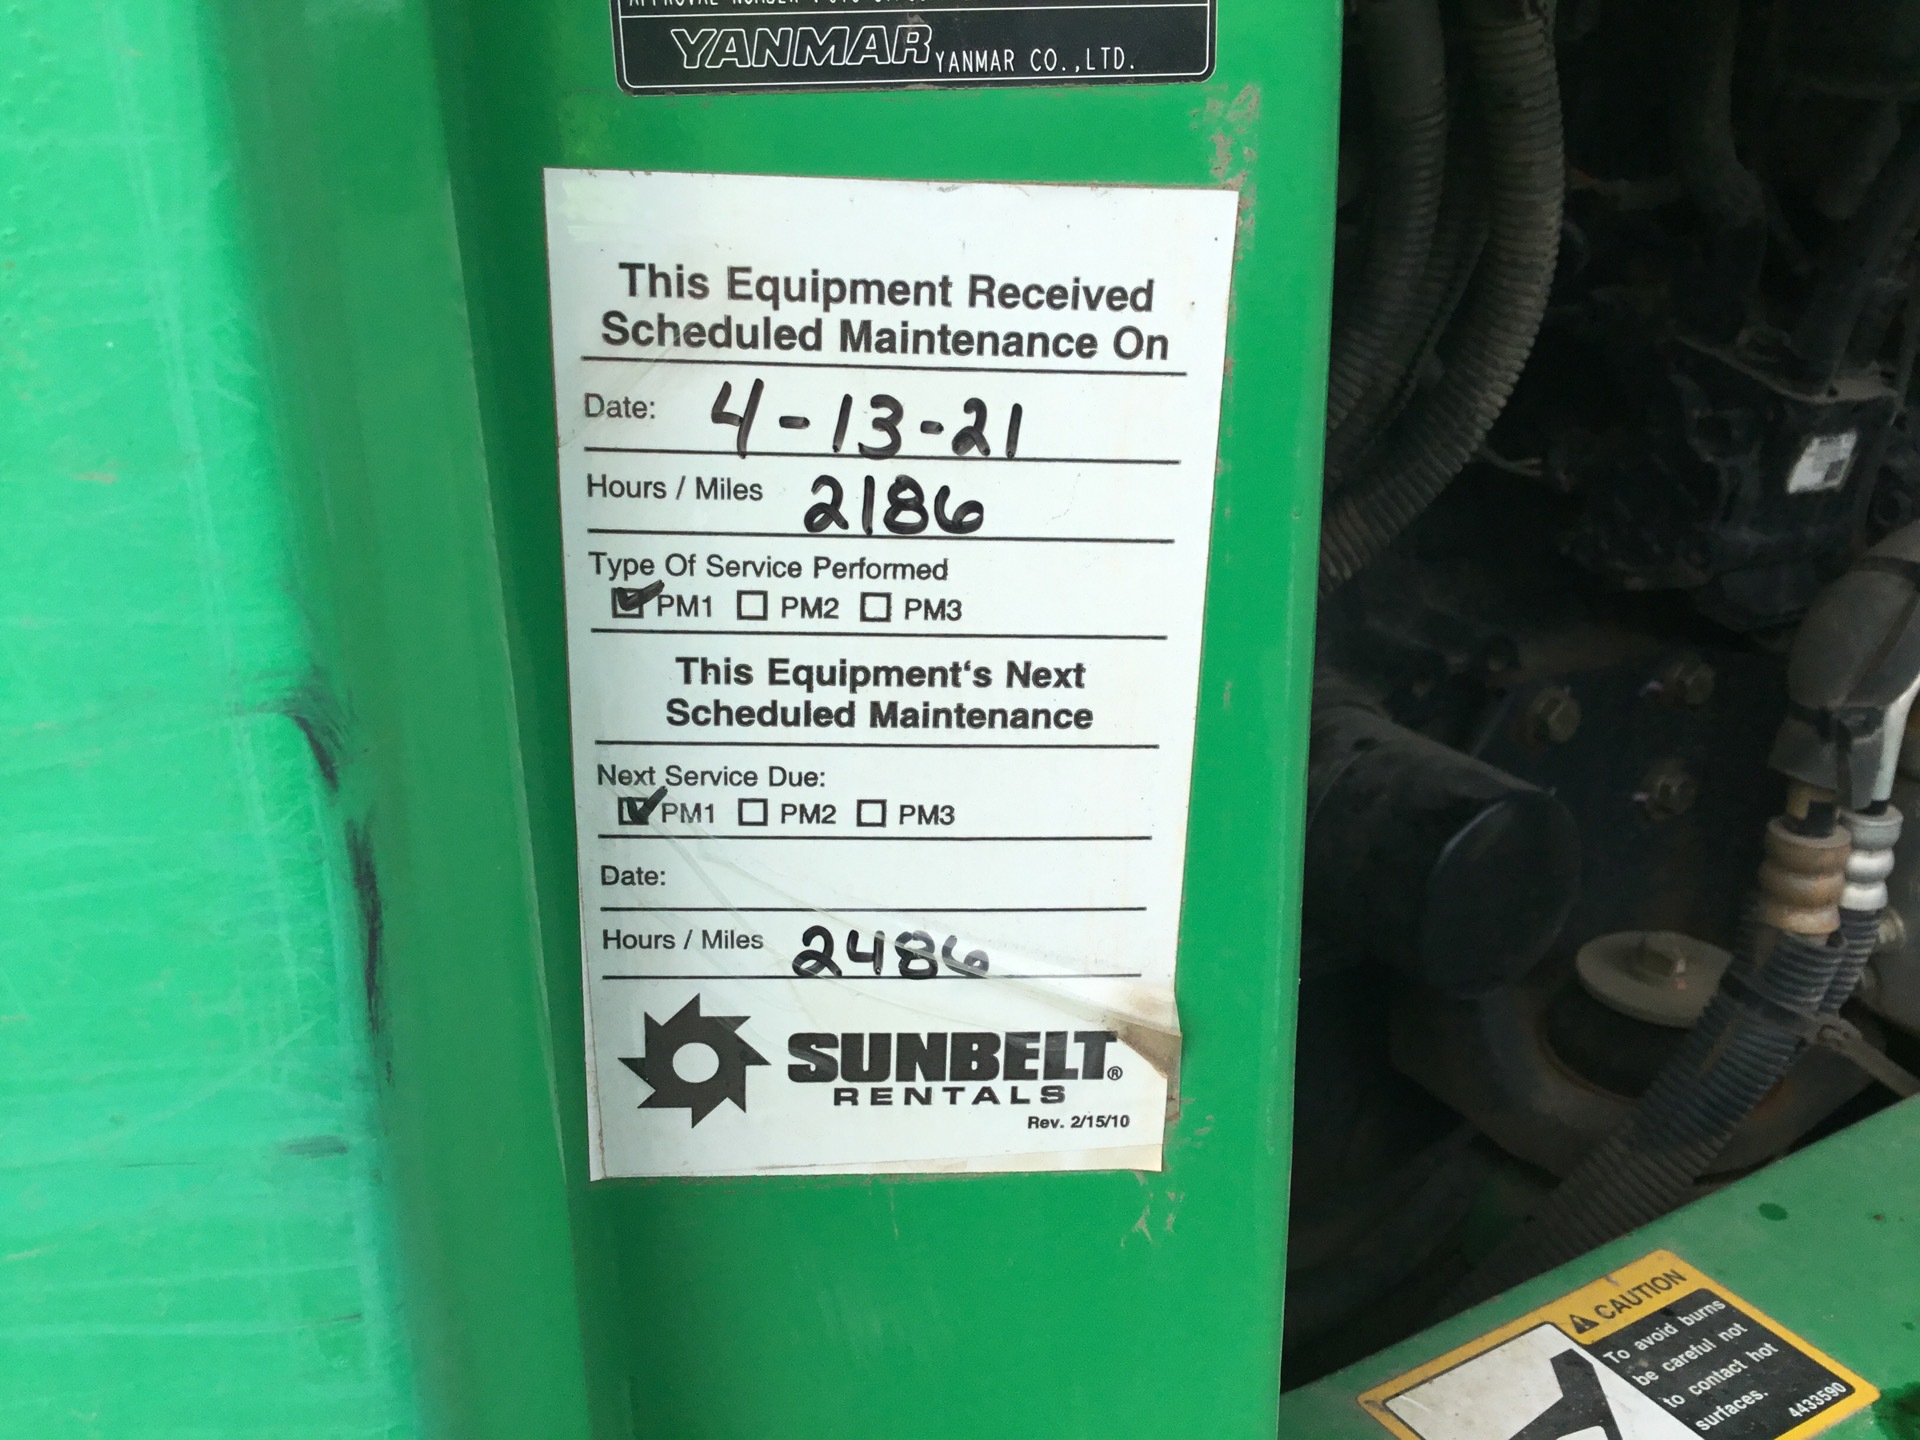 APPROVAL NUMBER
YANMAR YANMAR CO.,LTD.
This Equipment Received
Scheduled Maintenance On
Date: 4-13-21
Hours / Miles 2186
Type Of Service Performed
PM1 PM2 PM3
This Equipment's Next
Scheduled Maintenance
Next Service Due:
PM1 PM2 PM3
Date:
Hours / Miles 2486
SUNBELT®
RENTALS
Rev. 2/15/10
CAUTION
To avoid burns
be careful not
to contact hot
surfaces.
4433590